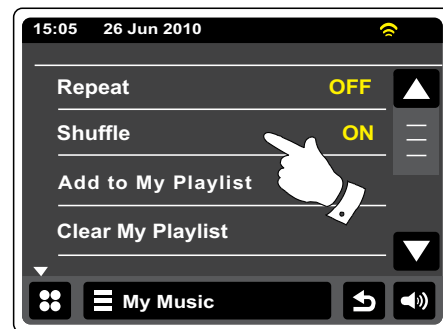 15:05 26 Jun 2010
Repeat OFF
Shuffle ON
Add to My Playlist
Clear My Playlist
My Music